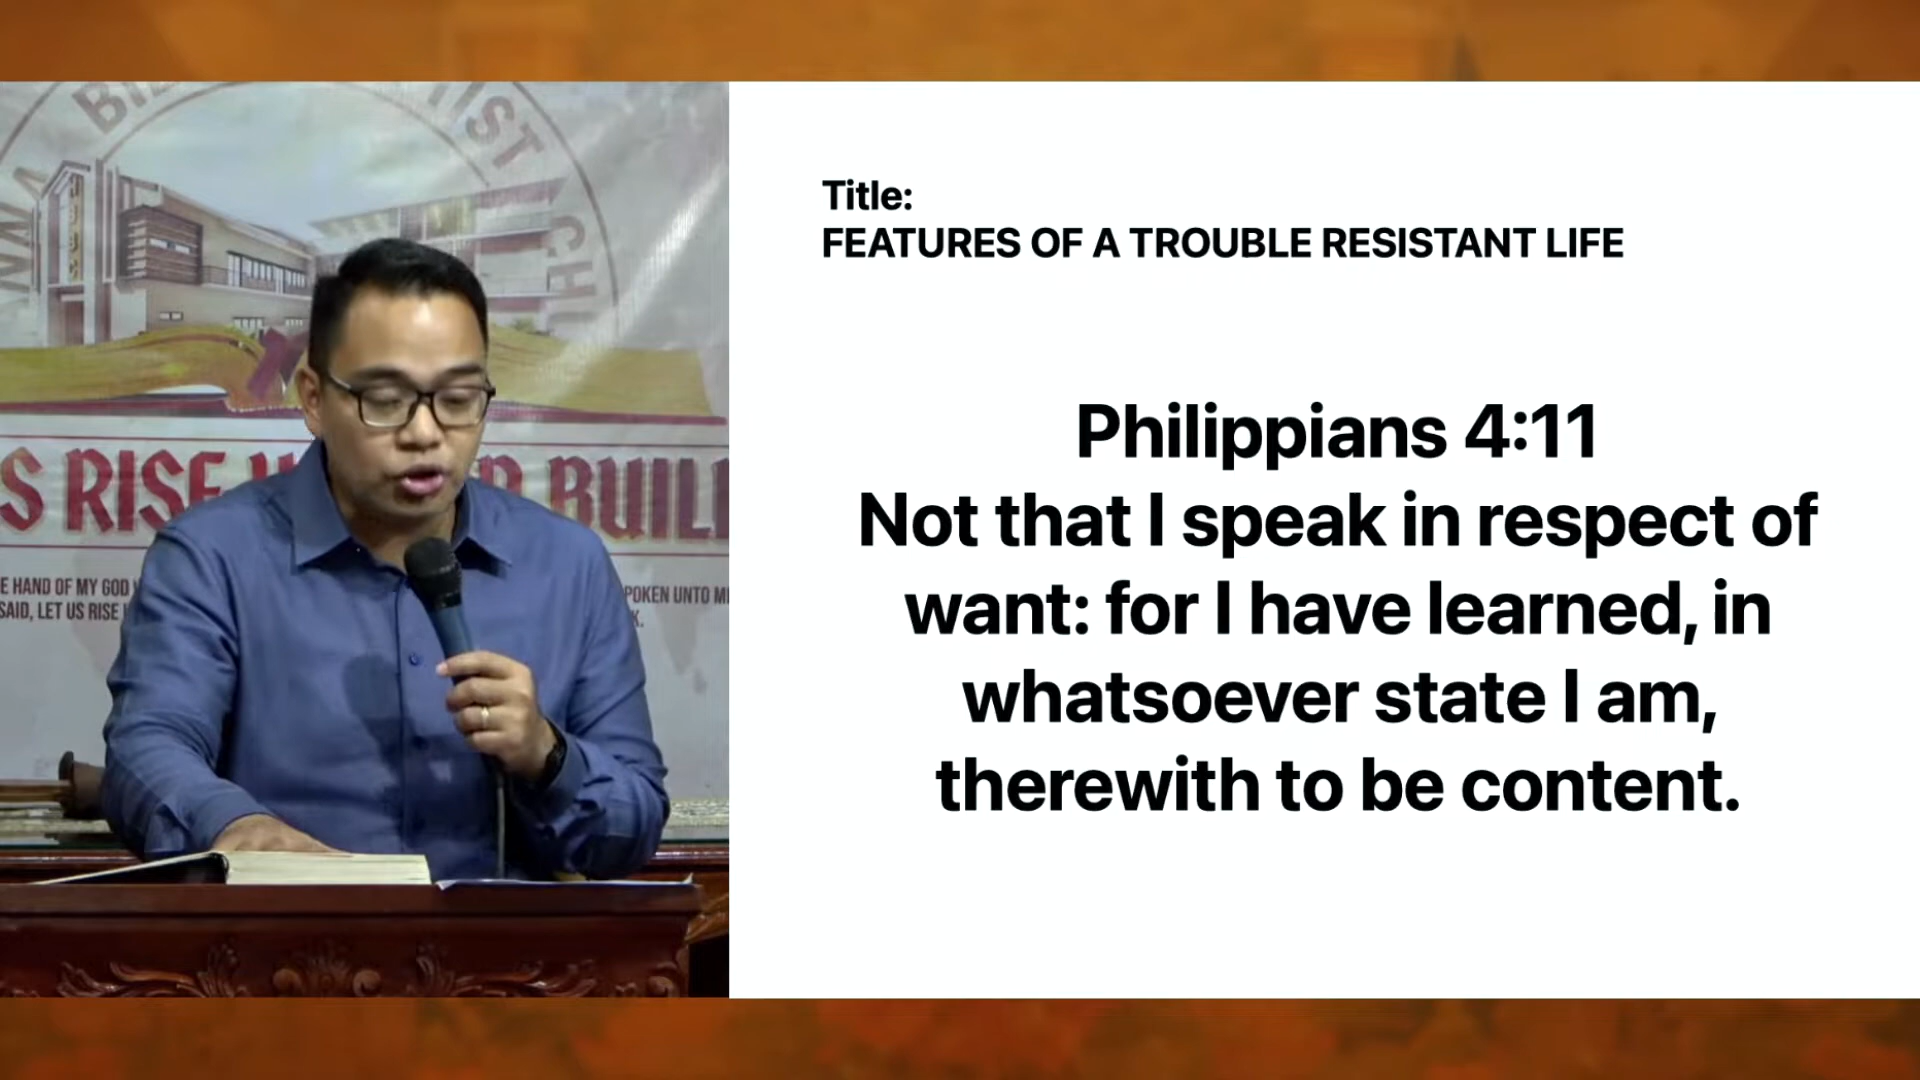 Title:
FEATURES OF A TROUBLE RESISTANT LIFE
Philippians 4:11
Not that I speak in respect of
want: for I have learned, in
whatsoever state I am,
therewith to be content.
IST CHU
S RISE BUIL
E HAND OF MY GOD POKEN UNTO M
SAID, LET US RISE K.